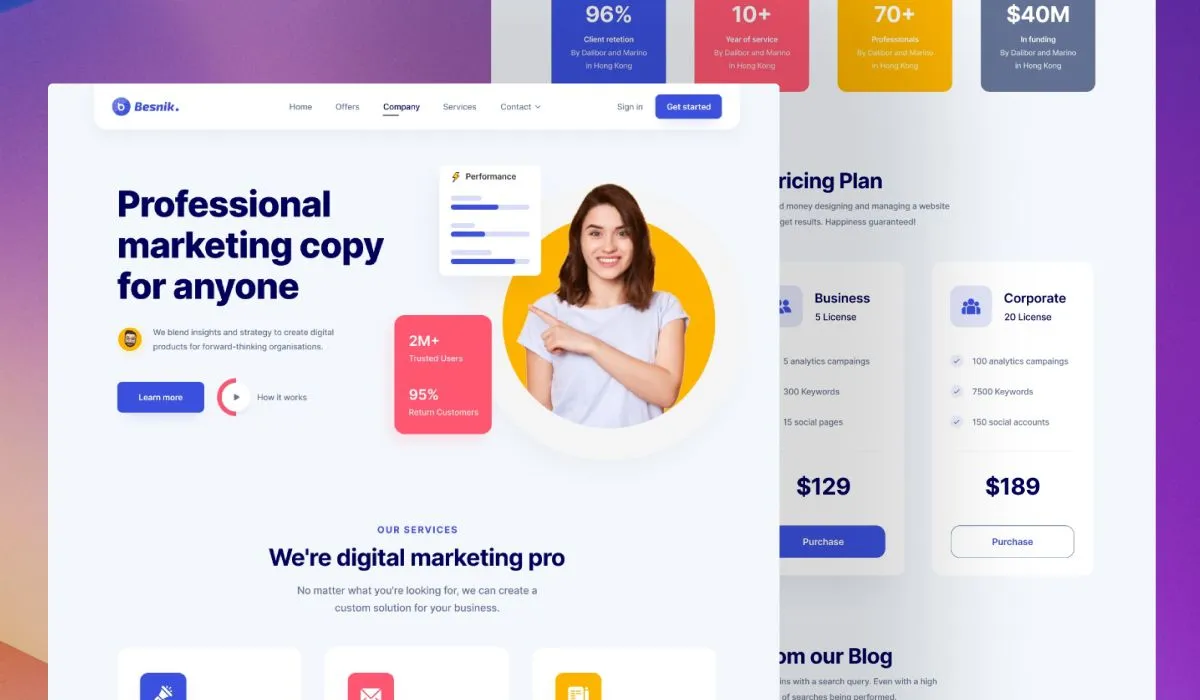 Besnik.
Home
Offers
Company
Services
Contact
Sign in
Get started
Professional
marketing copy
for anyone
We blend insights and strategy to create digital
products for forward-thinking organisations.
Learn more
How it works
Performance
2M+
Trusted Users
95%
Return Customers
OUR SERVICES
We're digital marketing pro
No matter what you're looking for, we can create a
custom solution for your business.
96%
Client retetion
By Dalibor and Marino
in Hong Kong
10+
Year of service
By Dalibor and Marino
in Hong Kong
70+
Professionals
By Dalibor and Marino
in Hong Kong
$40M
In funding
By Dalibor and Marino
in Hong Kong
ricing Plan
d money designing and managing a website
get results. Happiness guaranteed!
Business
5 License
5 analytics campaings
300 Keywords
15 social pages
$129
Purchase
Corporate
20 License
100 analytics campaings
7500 Keywords
150 social accounts
$189
Purchase
om our Blog
ins with a search query. Even with a high
of searches being performed.